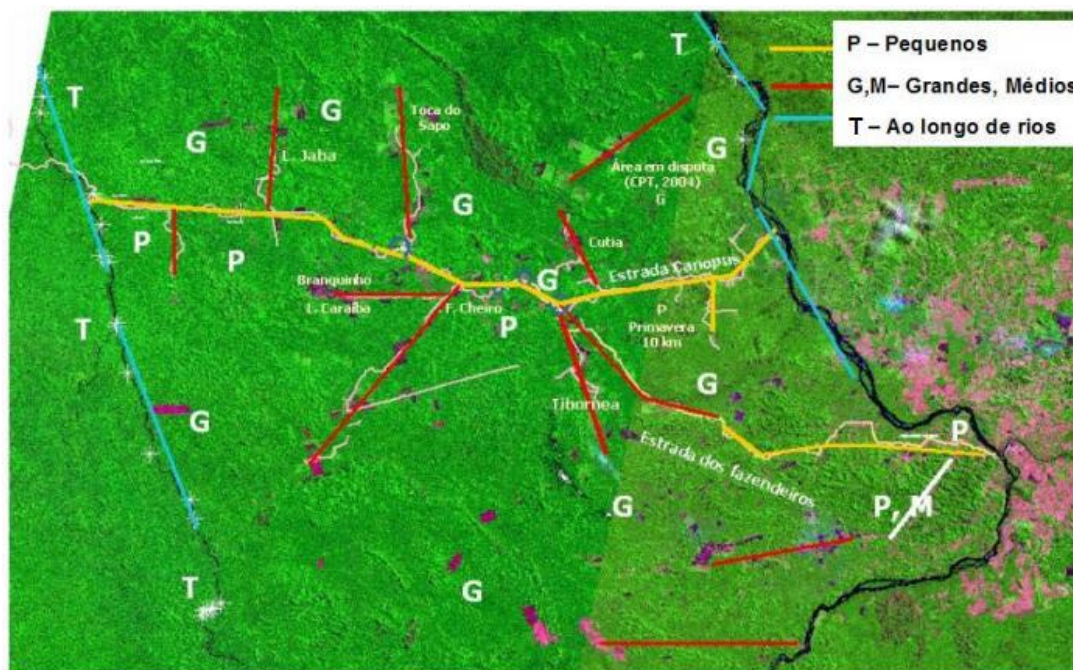 P – Pequenos
G,M– Grandes, Médios
T – Ao longo de rios
T
T
G
G
Toca do
Sapo
G
L. Jaba
Área em disputa
(CPT, 2004)
G
G
P
P
Cutia
Estrada Canopus
Branquinho
G
L. Caraíba
F. Cheiro
P
P
Primavera
10 km
T
G
Tibornea
G
Estrada dos fazendeiros
P
G
P, M
T
G